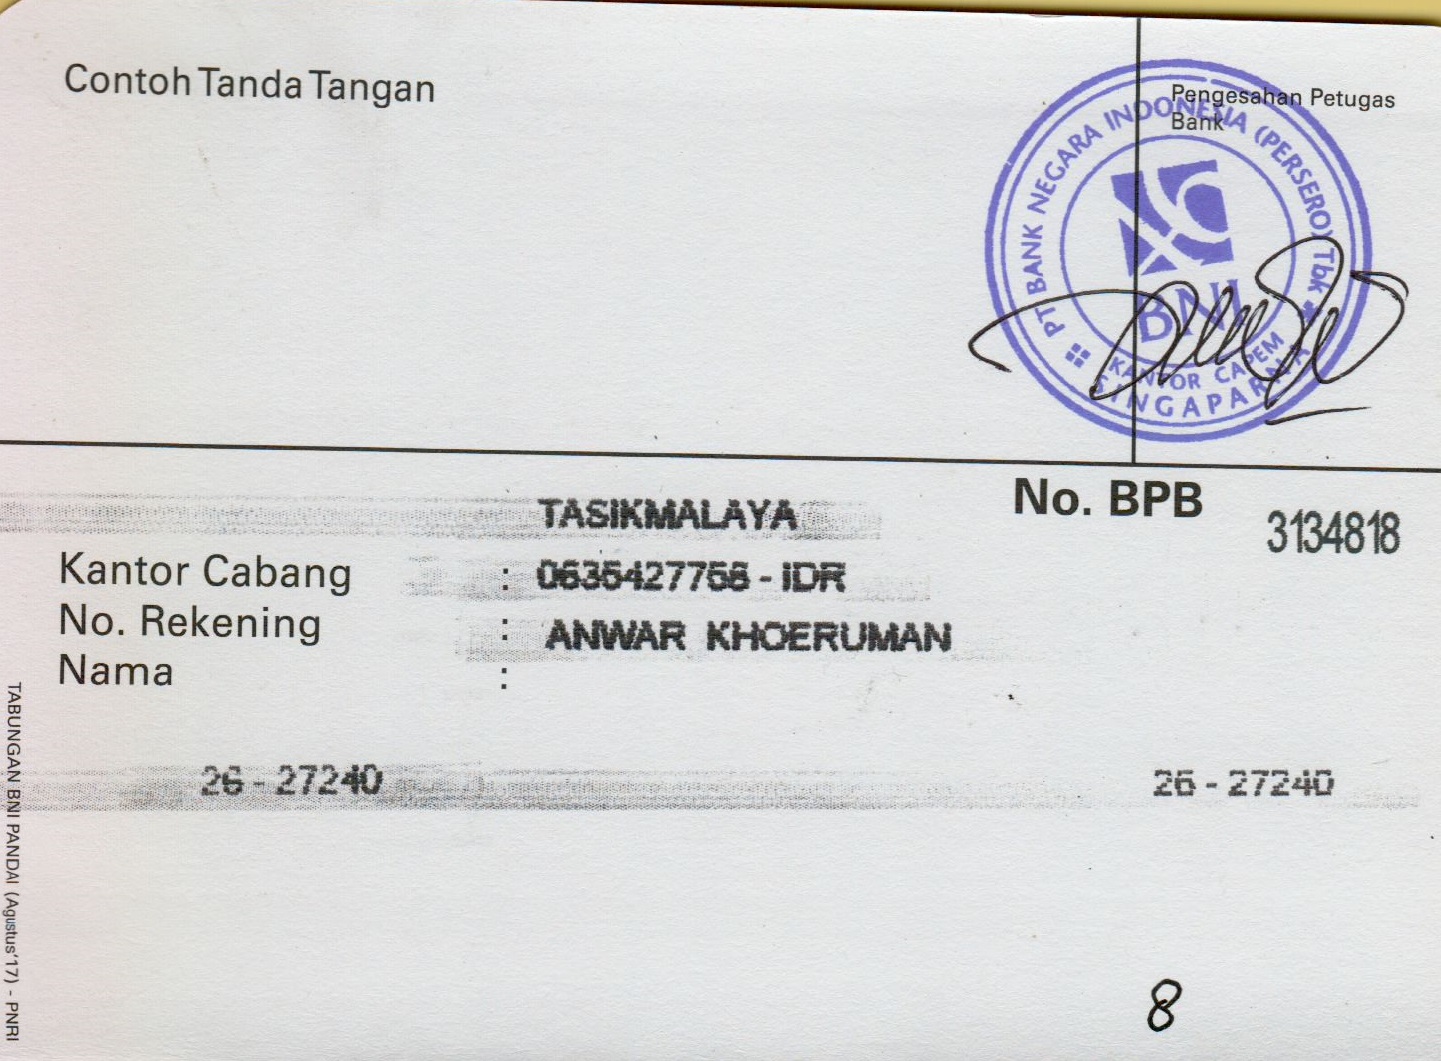 Contoh Tanda Tangan
Pengesahan Petugas
Bank
PT BANK NEGARA INDONESIA (PERSERO) Tbk
BNI
KANTOR CAPEM
SINGAPARNA
No. BPB
3134818
TASIKMALAYA
Kantor Cabang : 0635427758 - IDR
No. Rekening : ANWAR KHOERUMAN
Nama :
26 - 27240 26 - 27240
TABUNGAN BNI PANDAI (Agustus'17) - PNRI
8